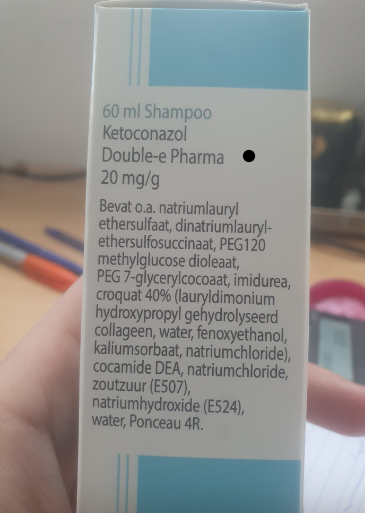 60 ml Shampoo
Ketoconazol
Double-e Pharma
20 mg/g
Bevat o.a. natriumlauryl
ethersulfaat, dinatriumlauryl-
ethersulfosuccinaat, PEG120
methylglucose dioleaat,
PEG 7-glycerylcocoaat, imidurea,
croquat 40% (lauryldimonium
hydroxypropyl gehydrolyseerd
collageen, water, fenoxyethanol,
kaliumsorbaat, natriumchloride),
cocamide DEA, natriumchloride,
zoutzuur (E507),
natriumhydroxide (E524),
water, Ponceau 4R.